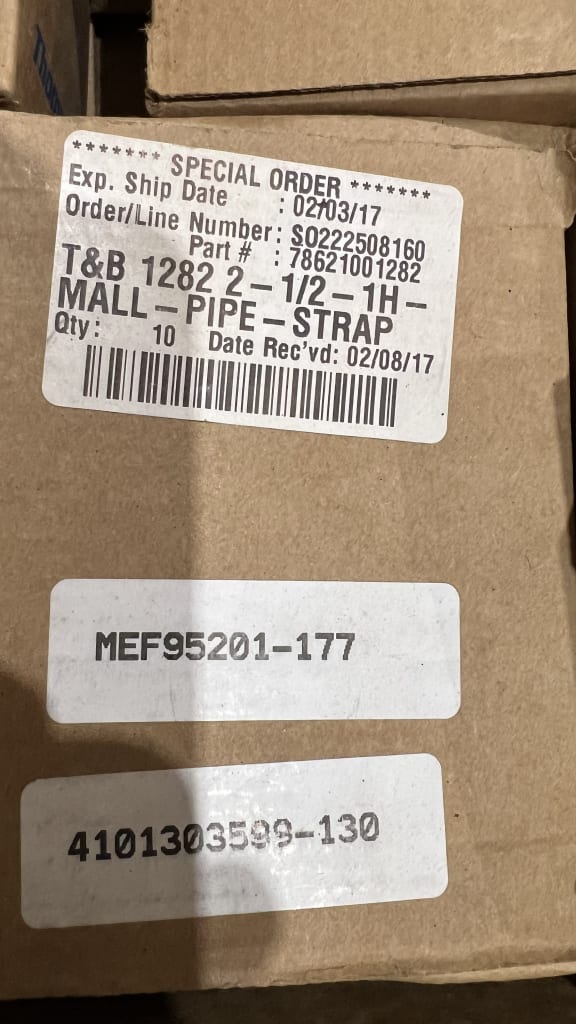 ******* SPECIAL ORDER *******
Exp. Ship Date : 02/03/17
Order/Line Number: SO222508160
Part # : 78621001282
T&B 1282 2-1/2-1H-
MALL-PIPE-STRAP
Qty: 10 Date Rec'vd: 02/08/17
MEF95201-177
4101303599-130